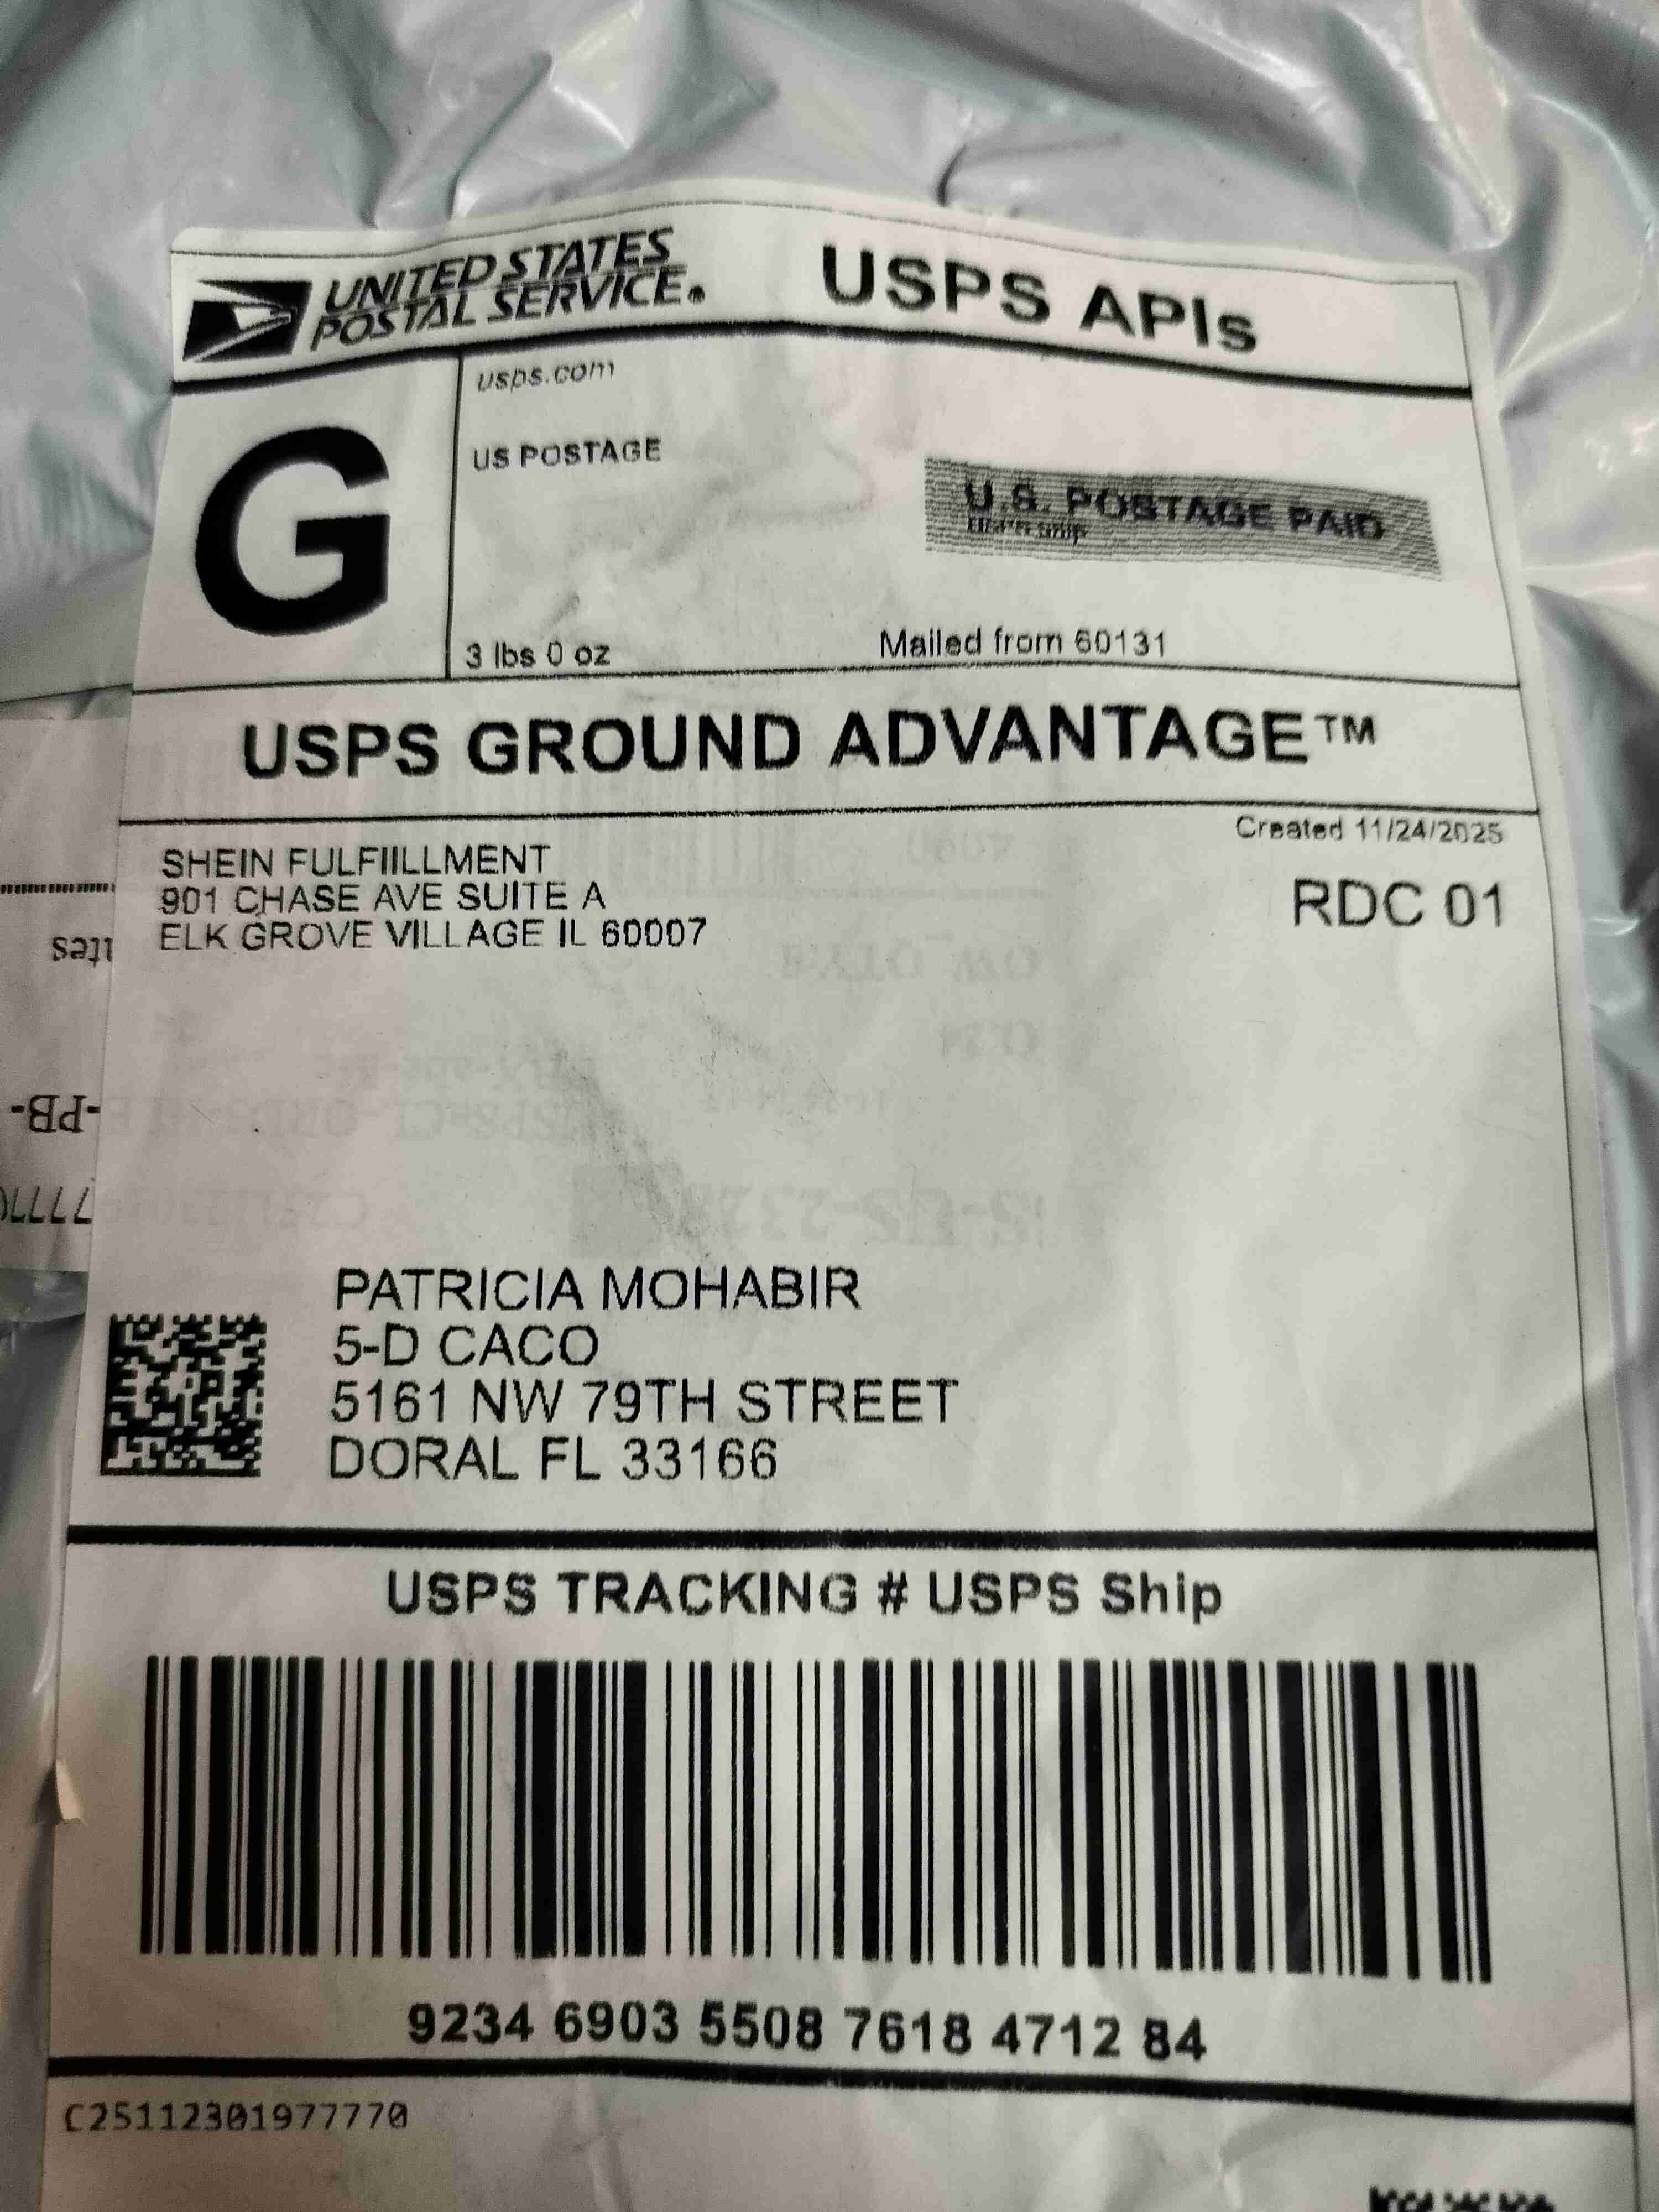 UNITED STATES
POSTAL SERVICE.
USPS APIs
usps.com
G
US POSTAGE
U.S. POSTAGE PAID
3 lbs 0 oz
Mailed from 60131
USPS GROUND ADVANTAGE™
Created 11/24/2025
SHEIN FULFIILLMENT
901 CHASE AVE SUITE A
ELK GROVE VILLAGE IL 60007
RDC 01
PATRICIA MOHABIR
5-D CACO
5161 NW 79TH STREET
DORAL FL 33166
USPS TRACKING # USPS Ship
9234 6903 5508 7618 4712 84
C25112301977770
-PB-